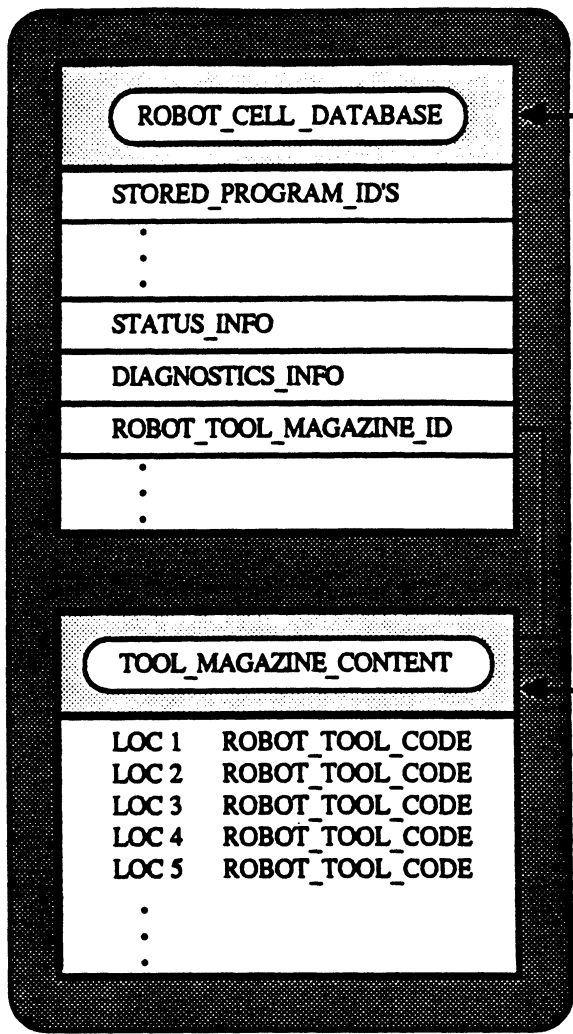 ROBOT_CELL_DATABASE
STORED_PROGRAM_ID'S
.
.
.
STATUS_INFO
DIAGNOSTICS_INFO
ROBOT_TOOL_MAGAZINE_ID
.
.
.
TOOL_MAGAZINE_CONTENT
LOC 1 ROBOT_TOOL_CODE
LOC 2 ROBOT_TOOL_CODE
LOC 3 ROBOT_TOOL_CODE
LOC 4 ROBOT_TOOL_CODE
LOC 5 ROBOT_TOOL_CODE
.
.
.